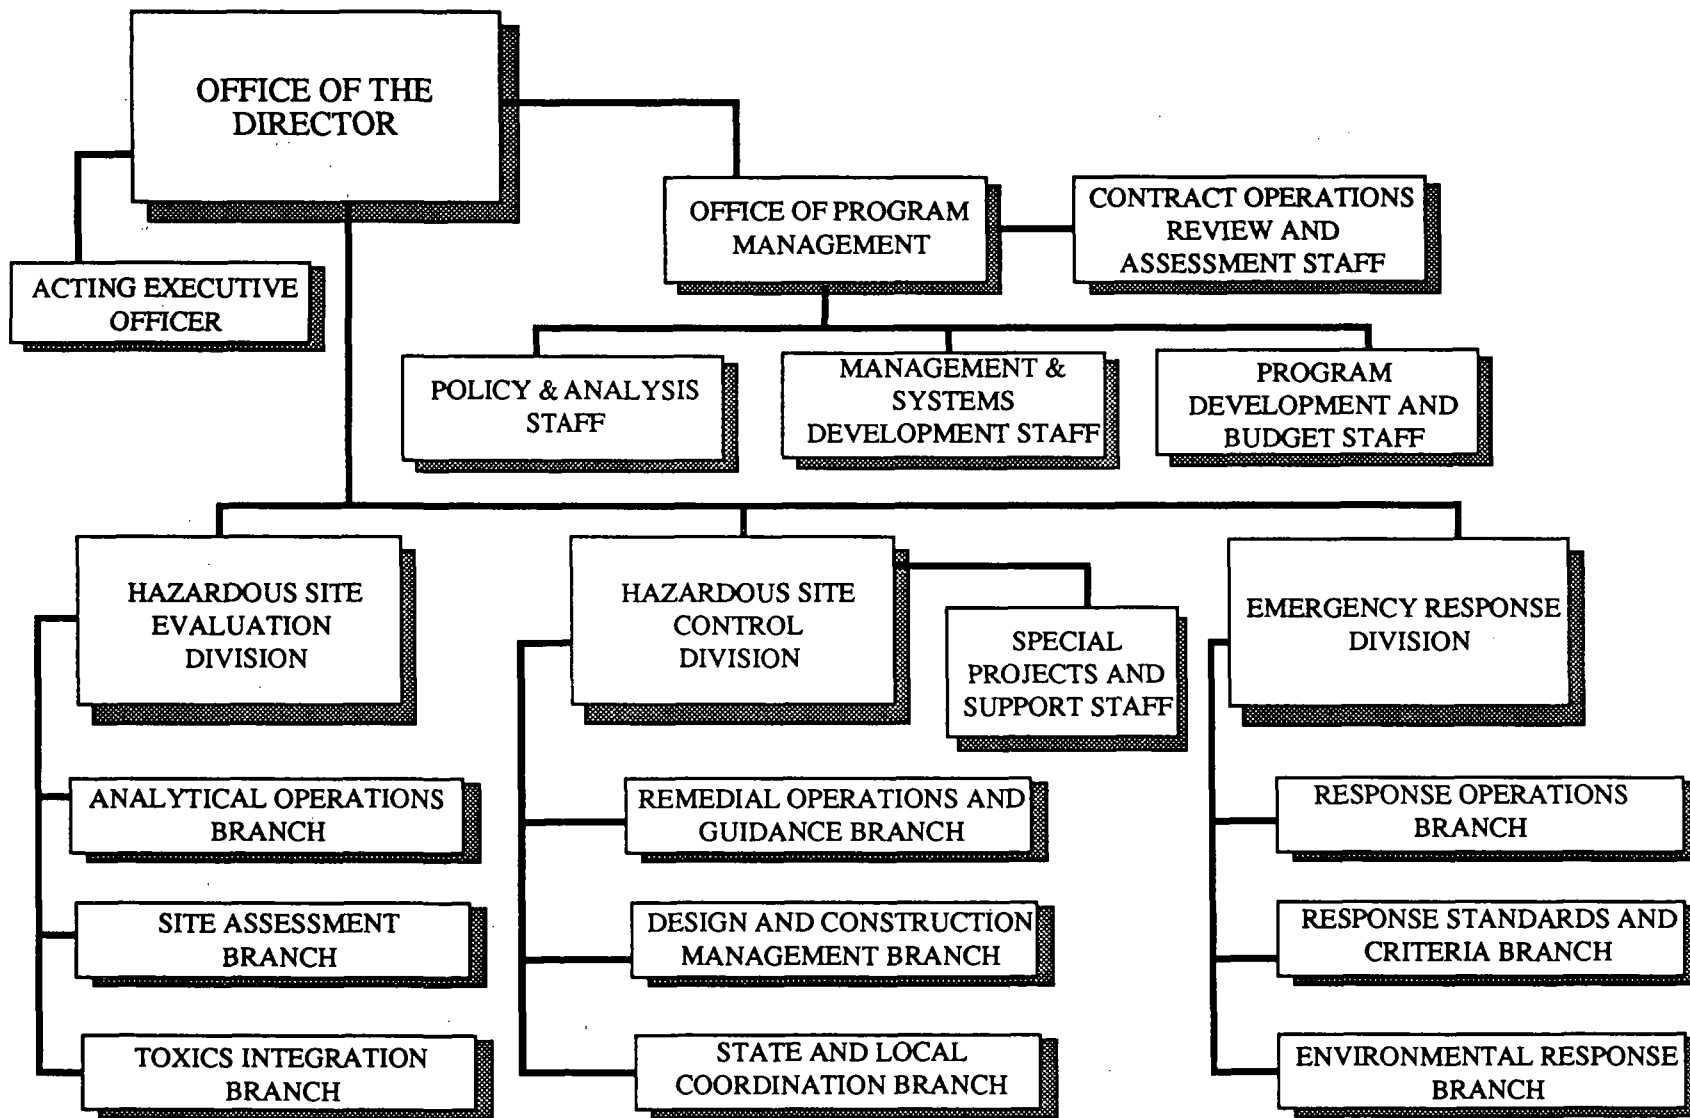 OFFICE OF THE
DIRECTOR
OFFICE OF PROGRAM
MANAGEMENT
CONTRACT OPERATIONS
REVIEW AND
ASSESSMENT STAFF
ACTING EXECUTIVE
OFFICER
POLICY & ANALYSIS
STAFF
MANAGEMENT &
SYSTEMS
DEVELOPMENT STAFF
PROGRAM
DEVELOPMENT AND
BUDGET STAFF
HAZARDOUS SITE
EVALUATION
DIVISION
HAZARDOUS SITE
CONTROL
DIVISION
SPECIAL
PROJECTS AND
SUPPORT STAFF
EMERGENCY RESPONSE
DIVISION
ANALYTICAL OPERATIONS
BRANCH
REMEDIAL OPERATIONS AND
GUIDANCE BRANCH
RESPONSE OPERATIONS
BRANCH
SITE ASSESSMENT
BRANCH
DESIGN AND CONSTRUCTION
MANAGEMENT BRANCH
RESPONSE STANDARDS AND
CRITERIA BRANCH
TOXICS INTEGRATION
BRANCH
STATE AND LOCAL
COORDINATION BRANCH
ENVIRONMENTAL RESPONSE
BRANCH